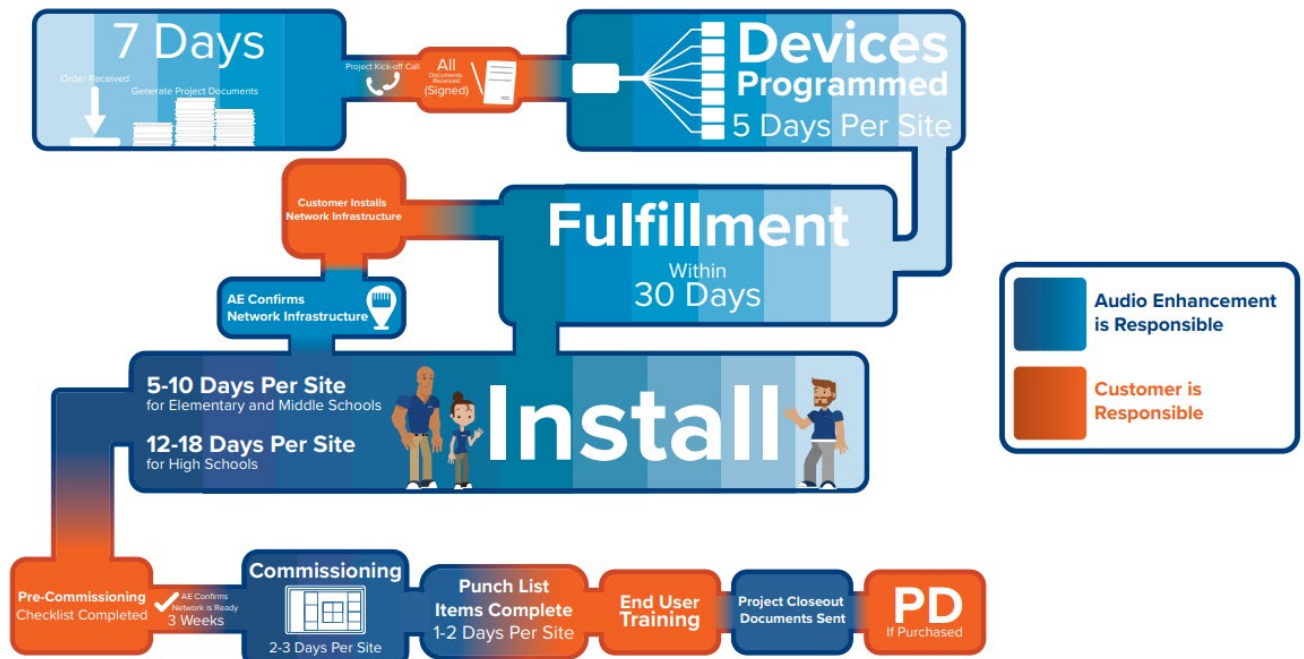 7 Days
Order Received
Generate Project Documents
Project Kick-off Call
All
Documents
Received
(Signed)
Devices
Programmed
5 Days Per Site
Customer Installs
Network Infrastructure
Fulfillment
Within
30 Days
AE Confirms
Network Infrastructure
Audio Enhancement
is Responsible
Customer is
Responsible
5-10 Days Per Site
for Elementary and Middle Schools
12-18 Days Per Site
for High Schools
Install
Pre-Commissioning
Checklist Completed
AE Confirms
Network is Ready
3 Weeks
Commissioning
2-3 Days Per Site
Punch List
Items Complete
1-2 Days Per Site
End User
Training
Project Closeout
Documents Sent
PD
If Purchased